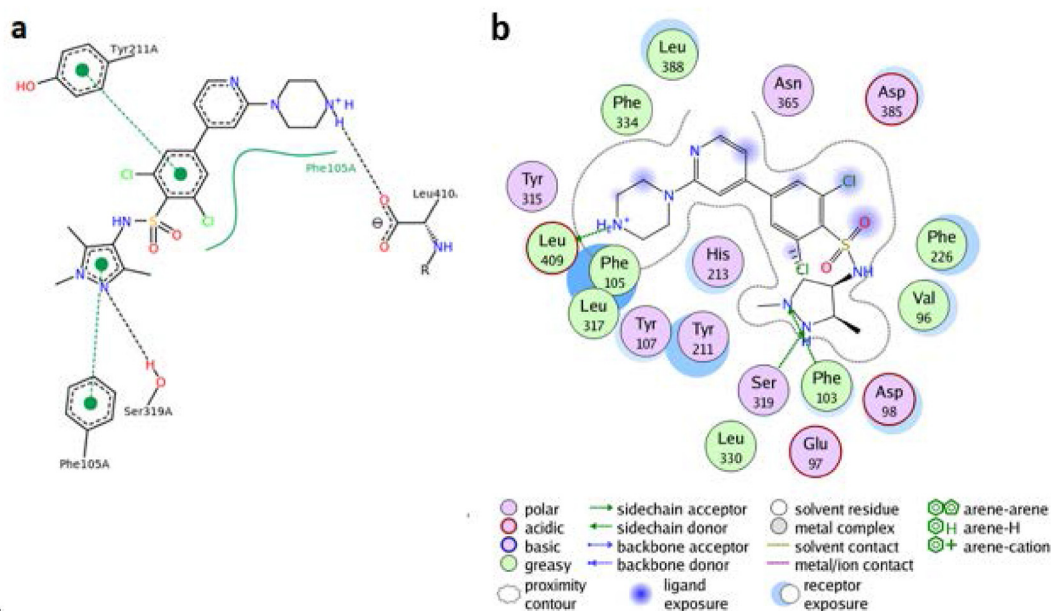 a
Tyr211A
HO
N
N
N⁺
H
H
Cl
Cl
Phe105A
Leu410.
O
⊖
O
NH
R
HN
S
O
O
N
N
H
O
Ser319A
Phe105A
b
Leu
388
Asn
365
Asp
385
Phe
334
Tyr
315
N
N
Cl
O
Leu
409
H₂N⁺
Phe
105
His
213
Cl
O
S
NH
Phe
226
Leu
317
Val
96
Tyr
107
Tyr
211
N
N
H
Ser
319
Phe
103
Asp
98
Leu
330
Glu
97
polar
sidechain acceptor
solvent residue
arene-arene
acidic
sidechain donor
metal complex
H arene-H
basic
backbone acceptor
solvent contact
+ arene-cation
greasy
backbone donor
metal/ion contact
proximity
contour
ligand
exposure
receptor
exposure